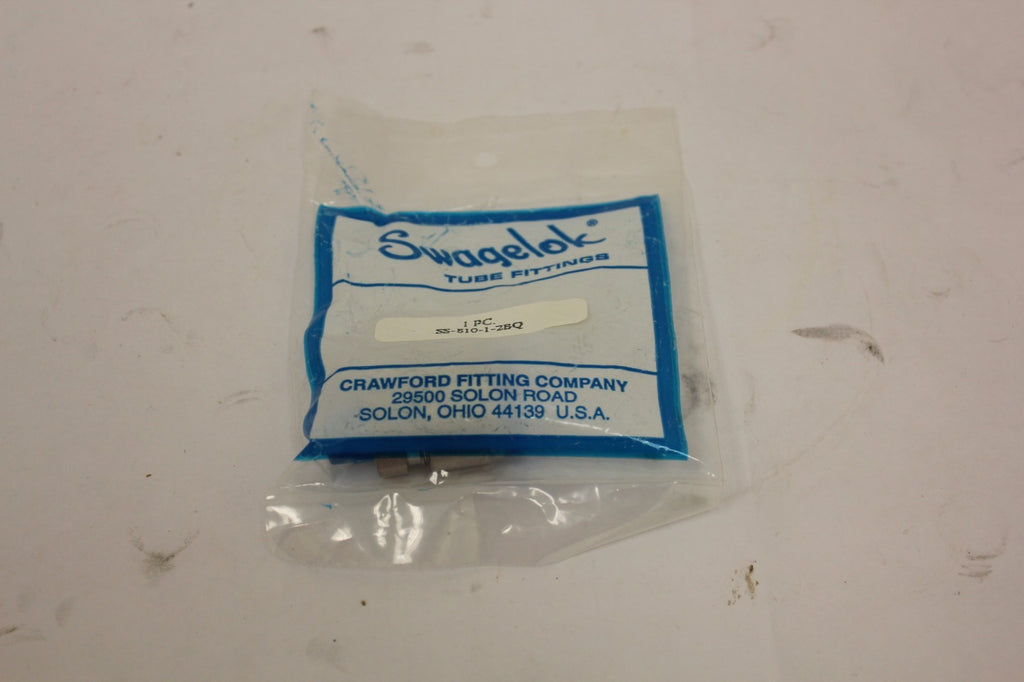 Swagelok®
TUBE FITTINGS
1 PC.
SS-810-1-2BQ
CRAWFORD FITTING COMPANY
29500 SOLON ROAD
SOLON, OHIO 44139 U.S.A.